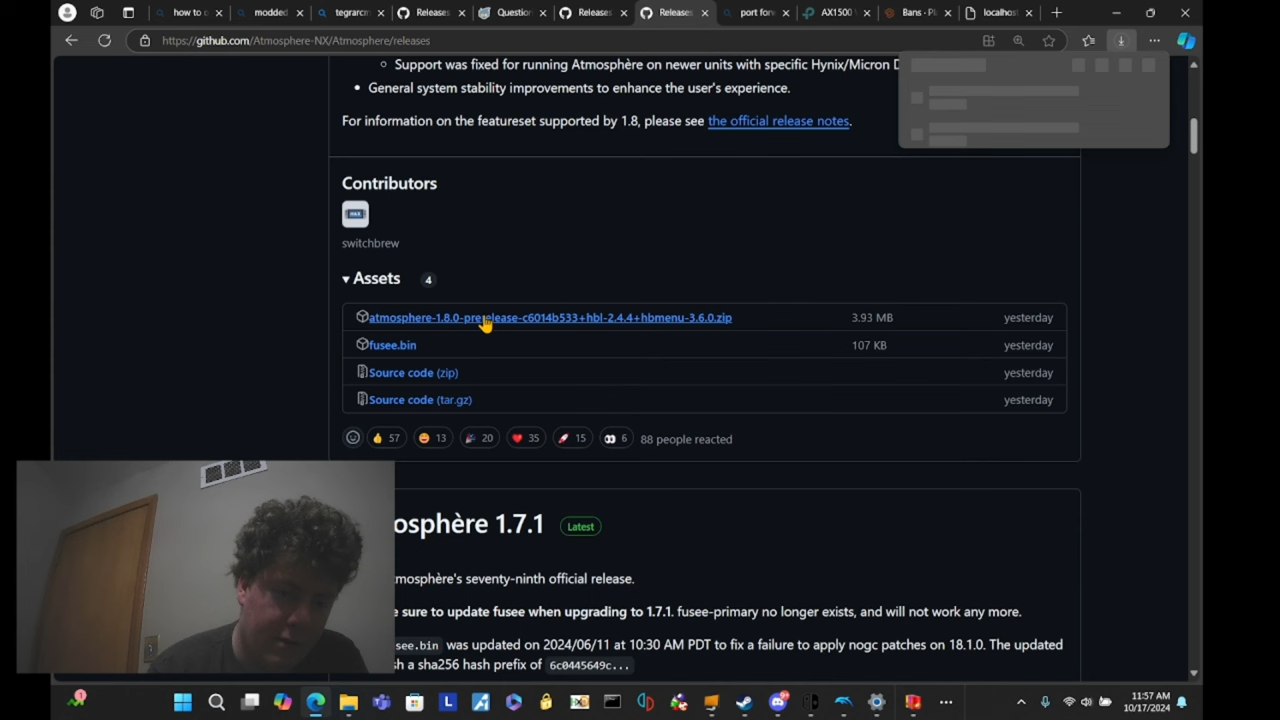 how to c
modded
tegrarcm
Releases
Question
Releases
Releases
port forv
AX1500
Bans - Pl
localhos
https://github.com/Atmosphere-NX/Atmosphere/releases
Support was fixed for running Atmosphère on newer units with specific Hynix/Micron D
General system stability improvements to enhance the user's experience.
For information on the featureset supported by 1.8, please see the official release notes.
Contributors
switchbrew
Assets 4
atmosphere-1.8.0-prerelease-c6014b533+hbl-2.4.4+hbmenu-3.6.0.zip 3.93 MB yesterday
fusee.bin 107 KB yesterday
Source code (zip) yesterday
Source code (tar.gz) yesterday
57 13 20 35 15 6 88 people reacted
osphère 1.7.1 Latest
mosphère's seventy-ninth official release.
e sure to update fusee when upgrading to 1.7.1. fusee-primary no longer exists, and will not work any more.
see.bin was updated on 2024/06/11 at 10:30 AM PDT to fix a failure to apply nogc patches on 18.1.0. The updated
h a sha256 hash prefix of 6c0445649c...
11:57 AM
10/17/2024